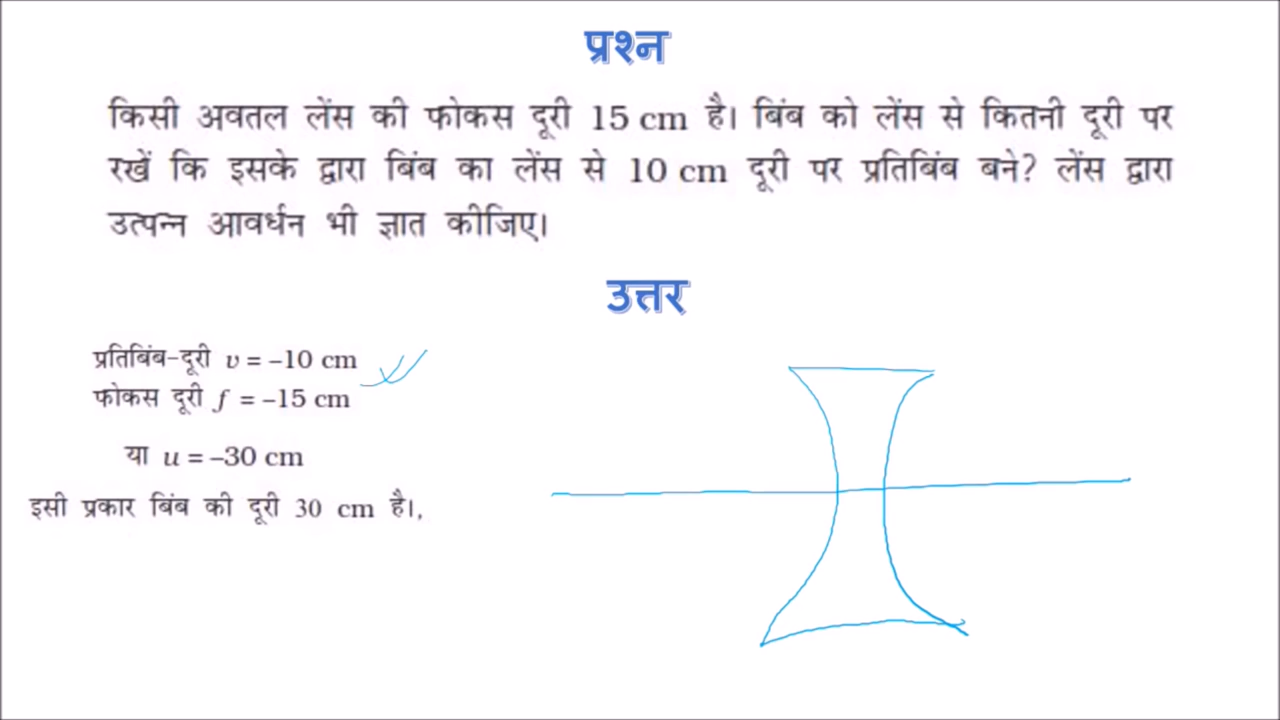 प्रश्न
किसी अवतल लेंस की फोकस दूरी 15 cm है। बिंब को लेंस से कितनी दूरी पर
रखें कि इसके द्वारा बिंब का लेंस से 10 cm दूरी पर प्रतिबिंब बने? लेंस द्वारा
उत्पन्न आवर्धन भी ज्ञात कीजिए।
उत्तर
प्रतिबिंब-दूरी v = –10 cm
फोकस दूरी f = –15 cm
या u = –30 cm
इसी प्रकार बिंब की दूरी 30 cm है।,